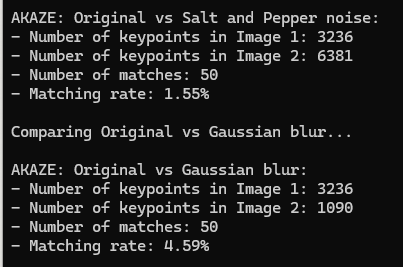 AKAZE: Original vs Salt and Pepper noise:
- Number of keypoints in Image 1: 3236
- Number of keypoints in Image 2: 6381
- Number of matches: 50
- Matching rate: 1.55%
Comparing Original vs Gaussian blur...
AKAZE: Original vs Gaussian blur:
- Number of keypoints in Image 1: 3236
- Number of keypoints in Image 2: 1090
- Number of matches: 50
- Matching rate: 4.59%